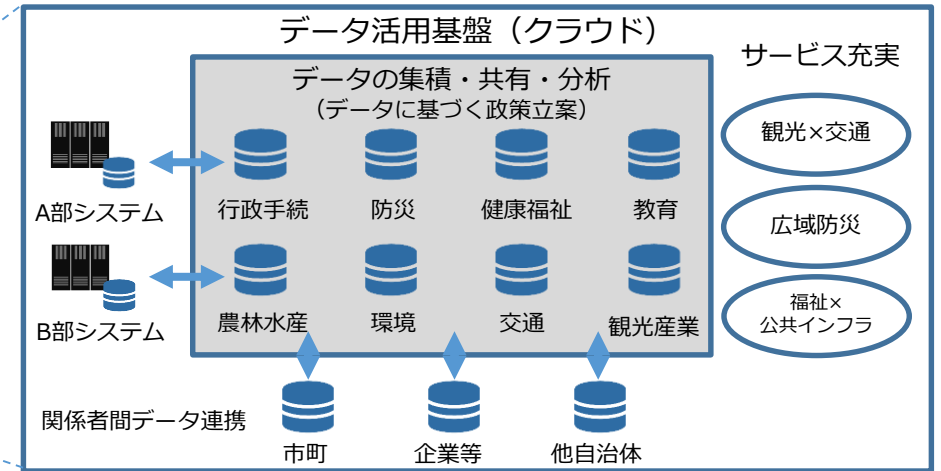 データ活用基盤（クラウド）
データの集積・共有・分析
（データに基づく政策立案）
サービス充実
観光×交通
A部システム
行政手続
防災
健康福祉
教育
広域防災
B部システム
農林水産
環境
交通
観光産業
福祉×
公共インフラ
関係者間データ連携
市町
企業等
他自治体